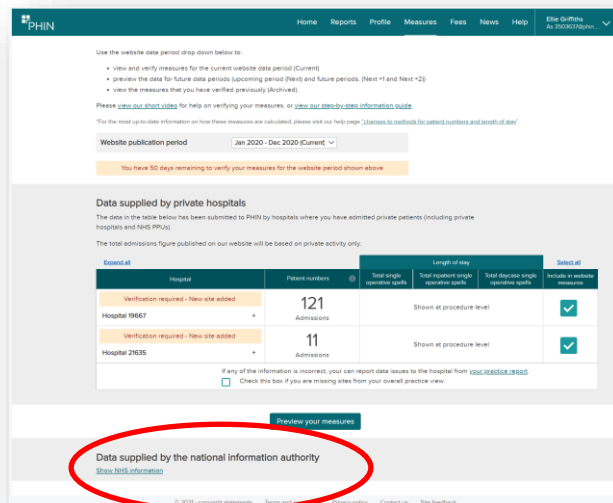 PHIN
Home Reports Profile Measures Fees News Help
Ellie Griffiths
Use the website data period drop down below to:
• view and verify measures for the current website data period (Current)
• preview the data for future data periods (upcoming period (Next) and future periods, (Next +1 and Next +2))
• view the measures that you have verified previously (Archived).
Please view our short video for help on verifying your measures, or view our step-by-step information guide.
*For the most up-to-date information on how these measures are calculated, please visit our help page "changes to methods for patient numbers and length of stay"
Website publication period Jan 2020 - Dec 2020 (Current)
You have 50 days remaining to verify your measures for the website period shown above
Data supplied by private hospitals
The data in the table below has been submitted to PHIN by hospitals where you have admitted private patients (including private
hospitals and NHS PPUs).
The total admissions figure published on our website will be based on private activity only.
Expand all
Length of stay
Select all
Hospital
Patient numbers
Total single operative spells
Total inpatient single operative spells
Total daycase single operative spells
Include in website measures
Verification required - New site added
Hospital 19667 +
121
Admissions
Shown at procedure level
Verification required - New site added
Hospital 21635 +
11
Admissions
Shown at procedure level
If any of the information is incorrect, your can report data issues to the hospital from your practice report.
Check this box if you are missing sites from your overall practice view.
Preview your measures
Data supplied by the national information authority
Show NHS information
© 2021 - copyright statements Terms and Privacy policy Contact us Site feedback